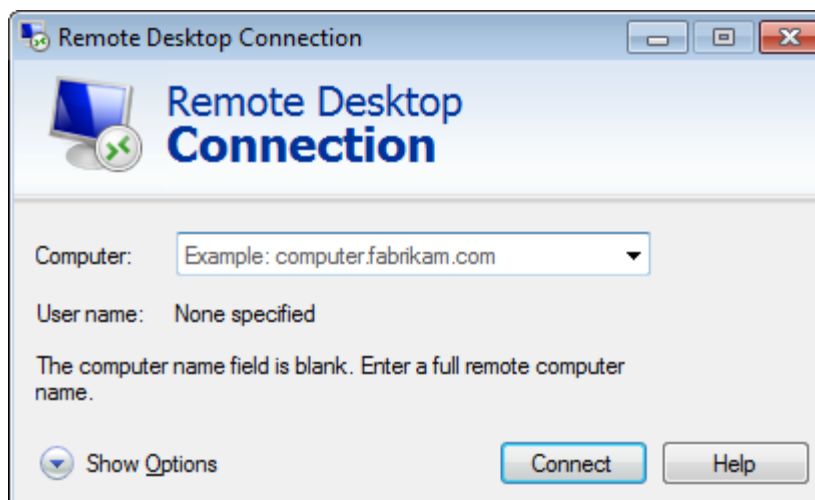 Remote Desktop Connection
Remote Desktop
Connection
Computer: Example: computer.fabrikam.com
User name: None specified
The computer name field is blank. Enter a full remote computer
name.
Show Options Connect Help